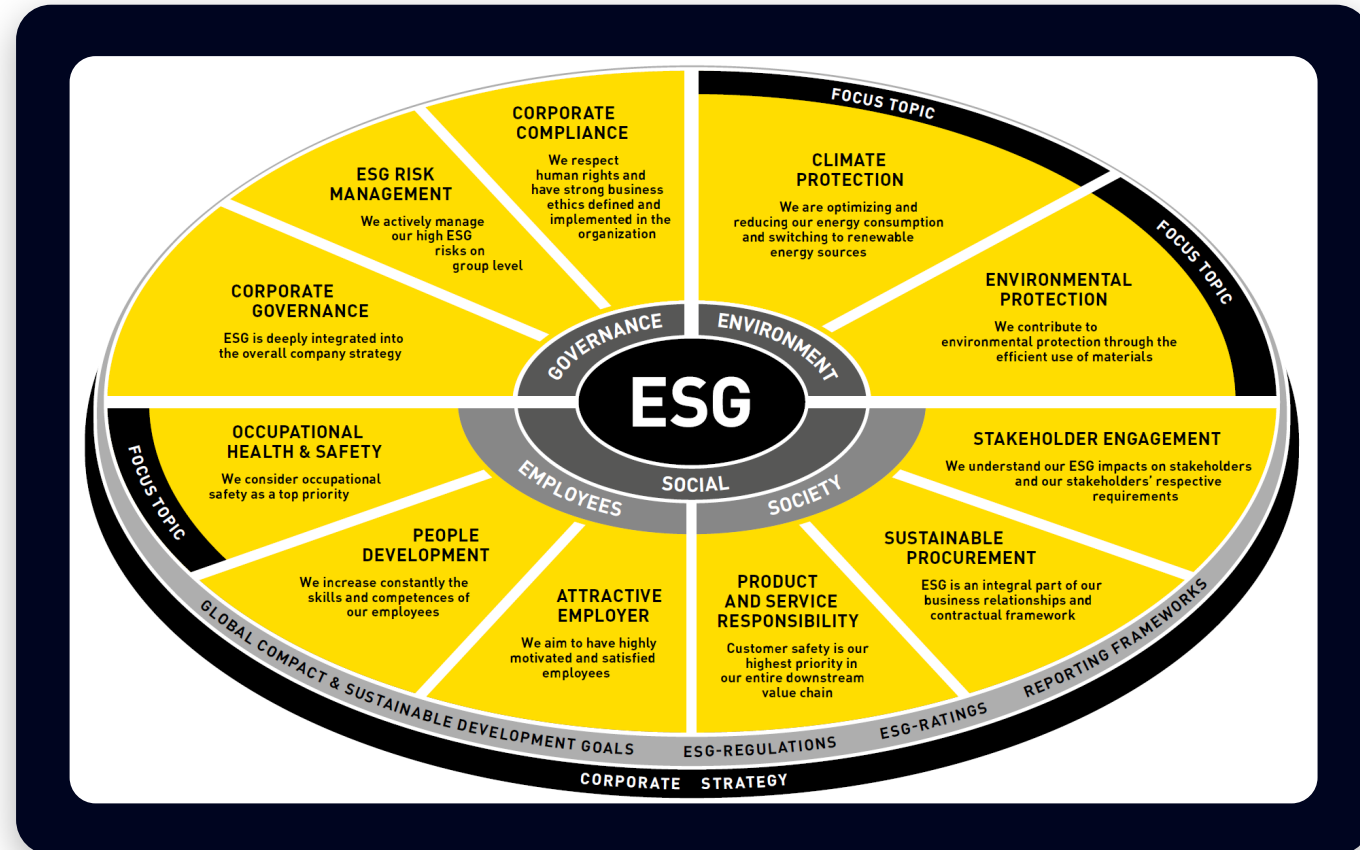 FOCUS TOPIC
CORPORATE
COMPLIANCE
We respect
human rights and
have strong business
ethics defined and
implemented in the
organization
ESG RISK
MANAGEMENT
We actively manage
our high ESG
risks on
group level
CORPORATE
GOVERNANCE
ESG is deeply integrated into
the overall company strategy
CLIMATE
PROTECTION
We are optimizing and
reducing our energy consumption
and switching to renewable
energy sources
FOCUS TOPIC
ENVIRONMENTAL
PROTECTION
We contribute to
environmental protection through the
efficient use of materials
GOVERNANCE
ENVIRONMENT
ESG
SOCIAL
EMPLOYEES
SOCIETY
FOCUS TOPIC
OCCUPATIONAL
HEALTH & SAFETY
We consider occupational
safety as a top priority
PEOPLE
DEVELOPMENT
We increase constantly the
skills and competences of
our employees
ATTRACTIVE
EMPLOYER
We aim to have highly
motivated and satisfied
employees
PRODUCT
AND SERVICE
RESPONSIBILITY
Customer safety is our
highest priority in
our entire downstream
value chain
SUSTAINABLE
PROCUREMENT
ESG is an integral part of our
business relationships and
contractual framework
STAKEHOLDER ENGAGEMENT
We understand our ESG impacts on stakeholders
and our stakeholders’ respective
requirements
GLOBAL COMPACT & SUSTAINABLE DEVELOPMENT GOALS
ESG-REGULATIONS
ESG-RATINGS
REPORTING FRAMEWORKS
CORPORATE STRATEGY